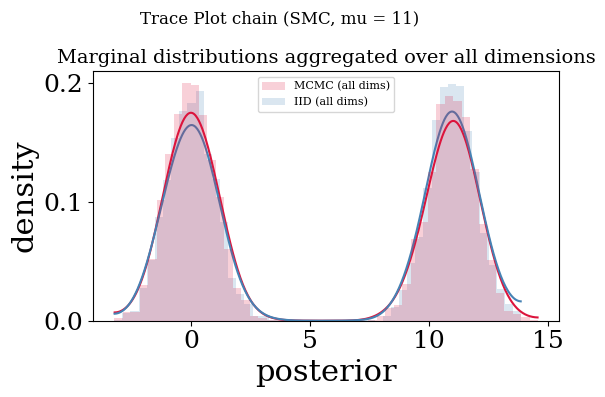 Trace Plot chain (SMC, mu = 11)
Marginal distributions aggregated over all dimensions
MCMC (all dims)
IID (all dims)
0.2
0.1
0.0
density
0
5
10
15
posterior